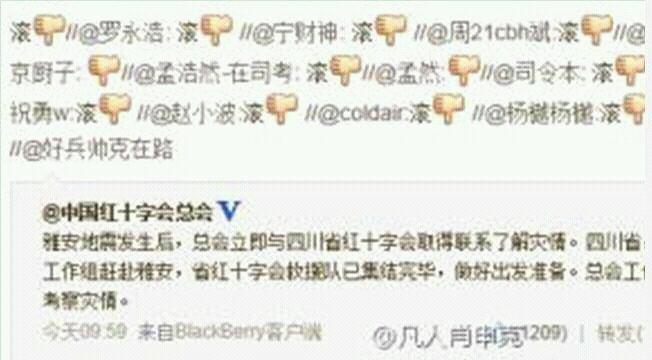 滚 //@罗永浩: 滚 //@宁财神: 滚 //@周21cbh斌:滚 //@
京厨子: //@孟浩然-在司考: 滚 //@孟然: //@司令本: 滚
祝勇w:滚 //@赵小波:滚 //@coldair:滚 //@杨樾杨樾:滚
//@好兵帅克在路
@中国红十字会总会 V
雅安地震发生后，总会立即与四川省红十字会取得联系了解灾情。四川省
工作组赶赴雅安，省红十字会救援队已集结完毕，做好出发准备。总会工
考察灾情。
今天09:59 来自BlackBerry客户端 (1209) | 转发(
@凡人肖申克